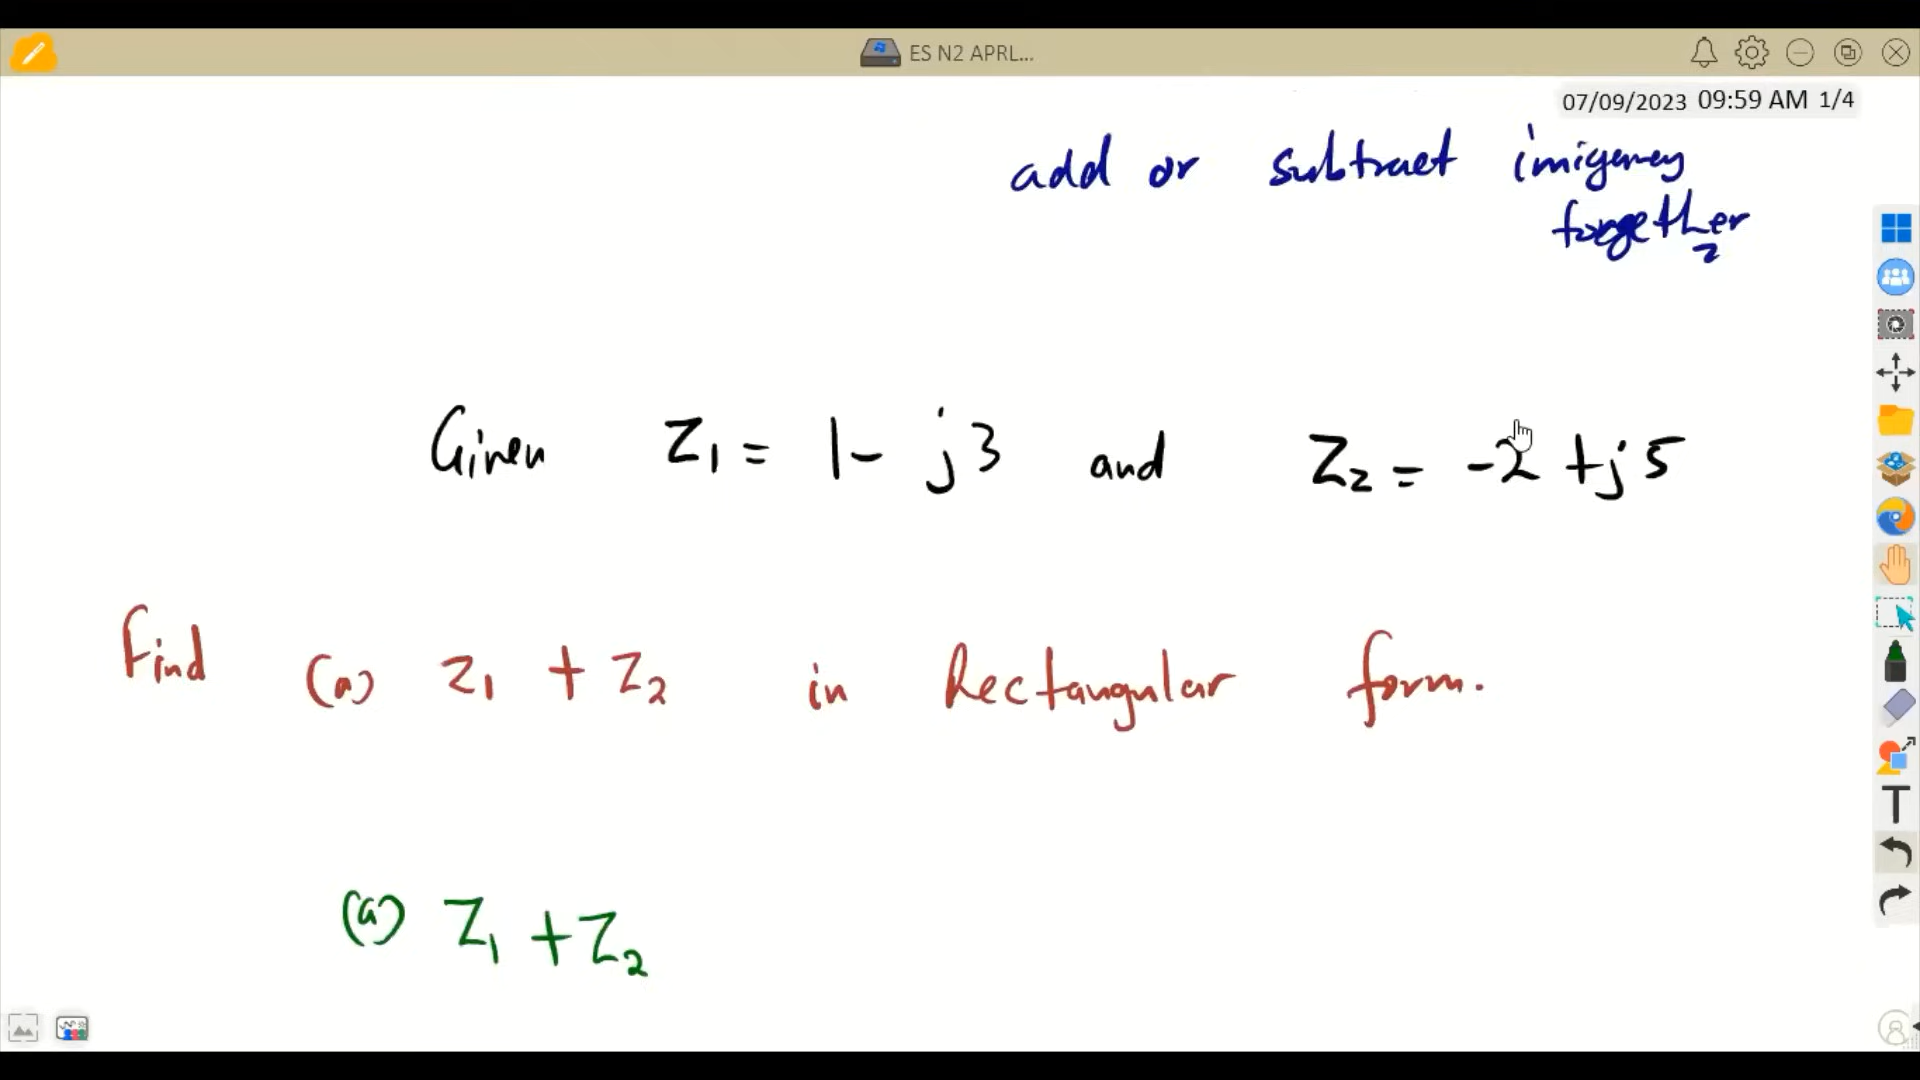 ES N2 APRL...
07/09/2023 09:59 AM 1/4
add or subtract imigenay
together
Given Z1 = 1 - j3 and Z2 = -2 + j5
Find (a) Z1 + Z2 in Rectangular form.
(a) Z1 + Z2
T